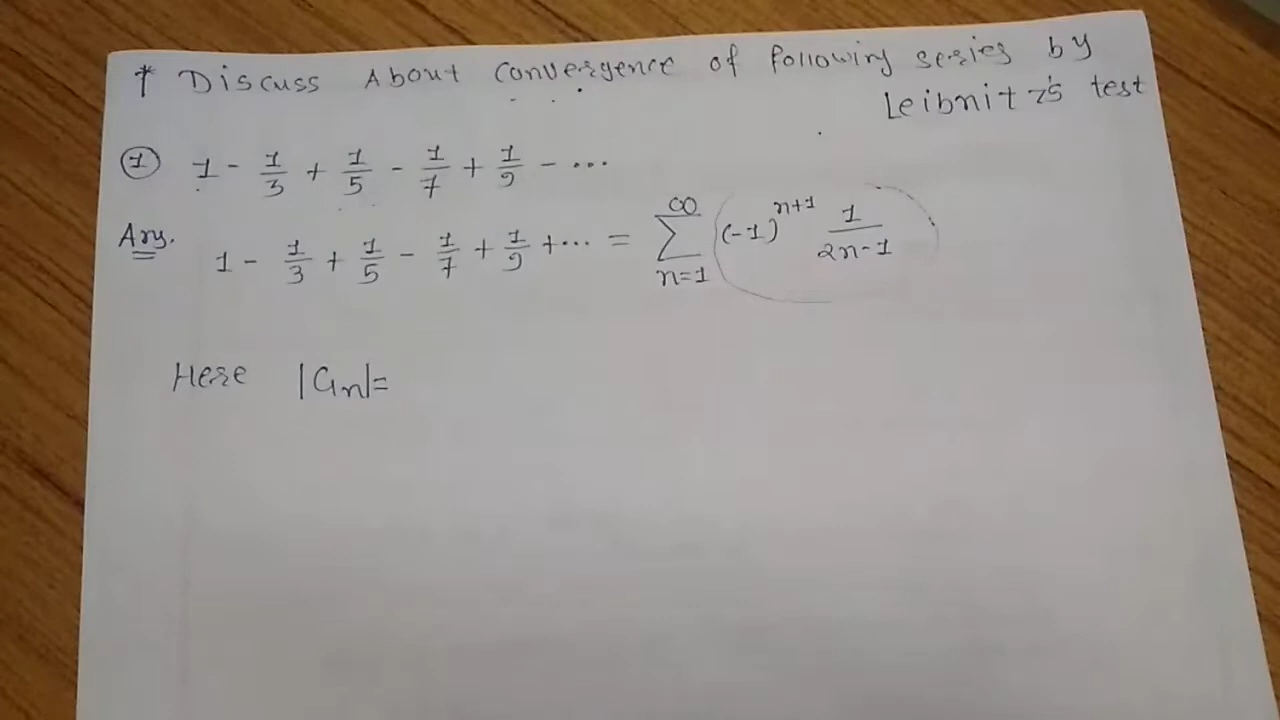 * Discuss About convergence of following series by
Leibnitz's test
① 1 - 1/3 + 1/5 - 1/7 + 1/9 - ...
Ans. 1 - 1/3 + 1/5 - 1/7 + 1/9 + ... = ∑_{n=1}^{∞} (-1)^{n+1} 1/(2n-1)
Here |an| =